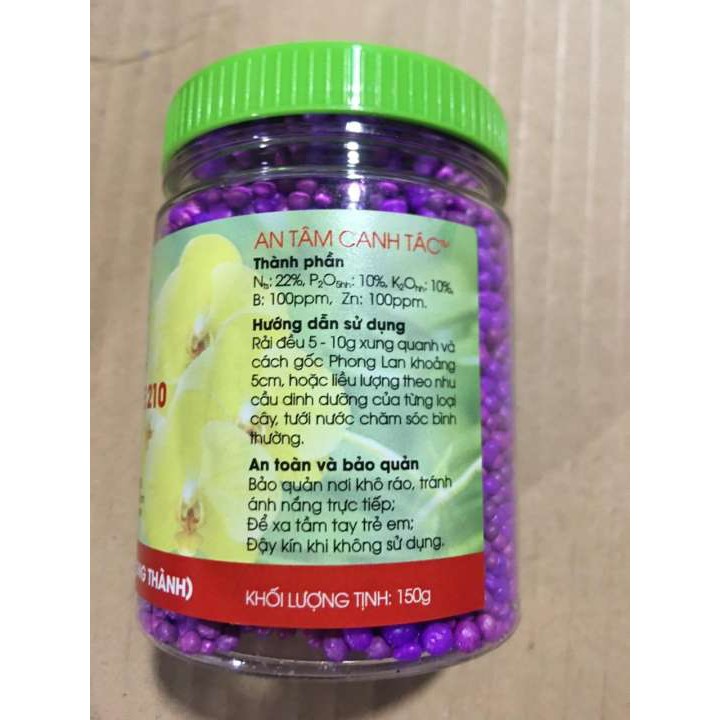 AN TÂM CANH TÁC™
Thành phần
Nts: 22%, P2O5hh: 10%, K2Ohh: 10%,
B: 100ppm, Zn: 100ppm.
Hướng dẫn sử dụng
Rải đều 5 - 10g xung quanh và
cách gốc Phong Lan khoảng
5cm, hoặc liều lượng theo nhu
cầu dinh dưỡng của từng loại
cây, tưới nước chăm sóc bình
thường.
210
An toàn và bảo quản
Bảo quản nơi khô ráo, tránh
ánh nắng trực tiếp;
Để xa tầm tay trẻ em;
Đậy kín khi không sử dụng.
THÀNH)
KHỐI LƯỢNG TỊNH: 150g